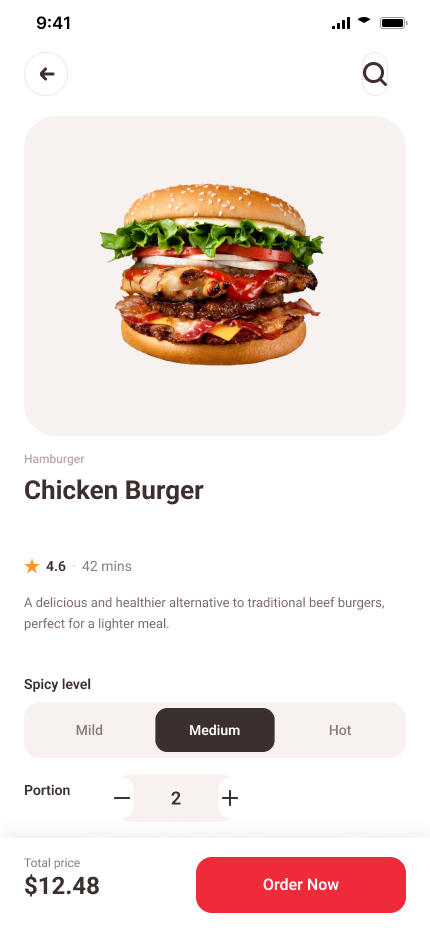 9:41
Hamburger
Chicken Burger
4.6 · 42 mins
A delicious and healthier alternative to traditional beef burgers,
perfect for a lighter meal.
Spicy level
Mild Medium Hot
Portion 2
Total price
$12.48 Order Now